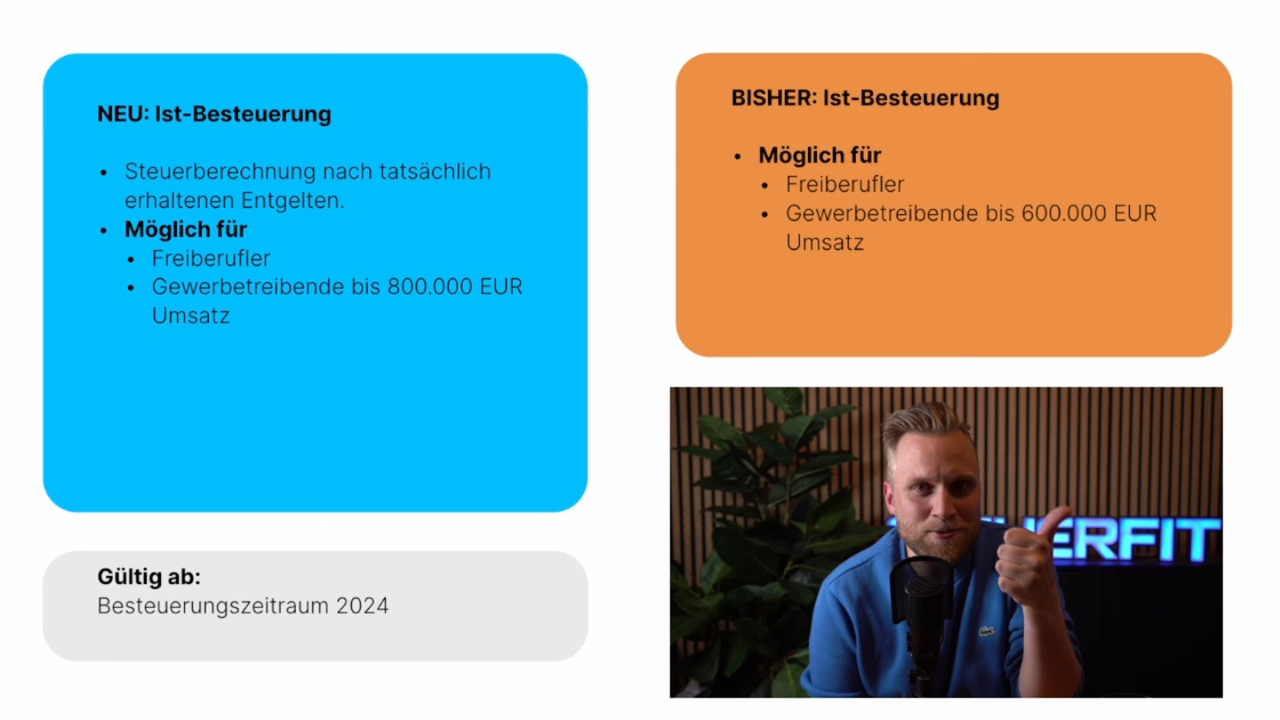 NEU: Ist-Besteuerung
• Steuerberechnung nach tatsächlich
erhaltenen Entgelten.
• Möglich für
• Freiberufler
• Gewerbetreibende bis 800.000 EUR
Umsatz
Gültig ab:
Besteuerungszeitraum 2024
BISHER: Ist-Besteuerung
• Möglich für
• Freiberufler
• Gewerbetreibende bis 600.000 EUR
Umsatz